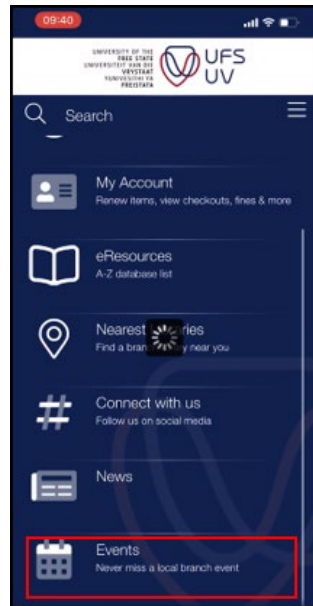 09:40
UNIVERSITY OF THE
FREE STATE
UNIVERSITEIT VAN DIE
VRYSTAAT
YUNIVESITHI YA
FREISTATA
UFS
UV
Search
My Account
Renew items, view checkouts, fines & more
eResources
A-Z database list
Nearest
Find a near you
Connect with us
Follow us on social media
News
Events
Never miss a local branch event